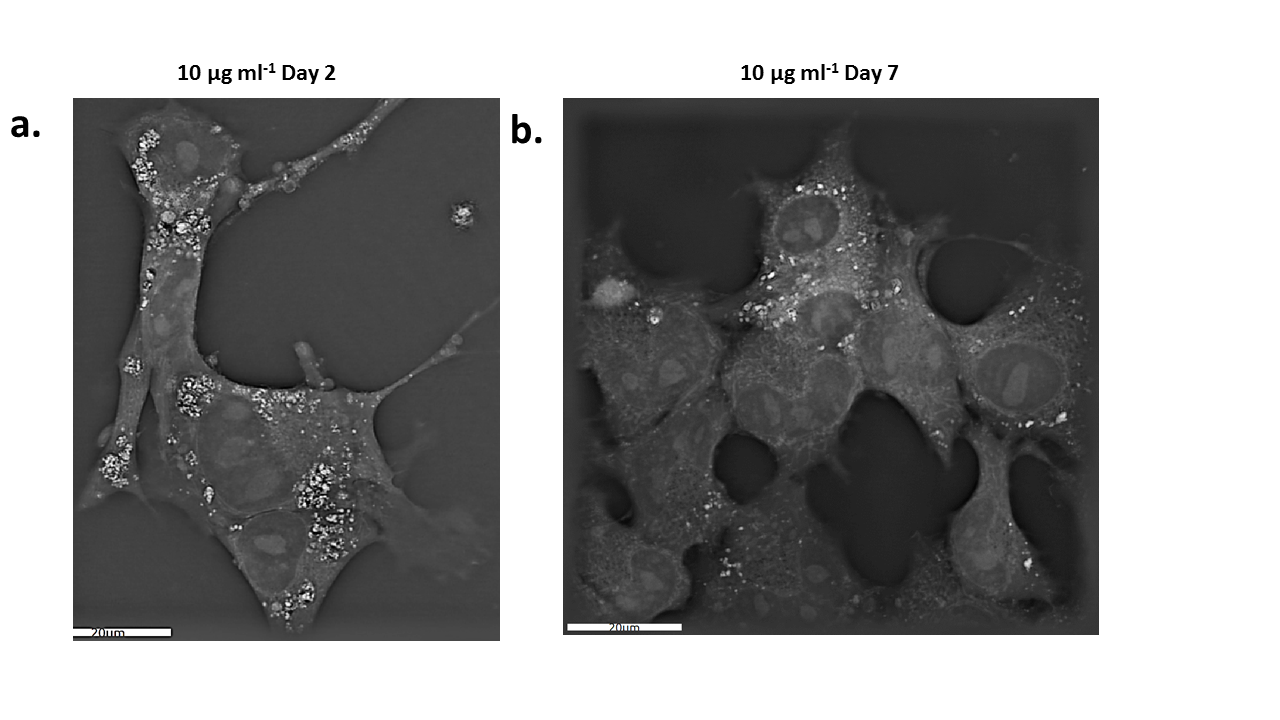 10 µg ml⁻¹ Day 2
10 µg ml⁻¹ Day 7
a.
b.
20um
20um